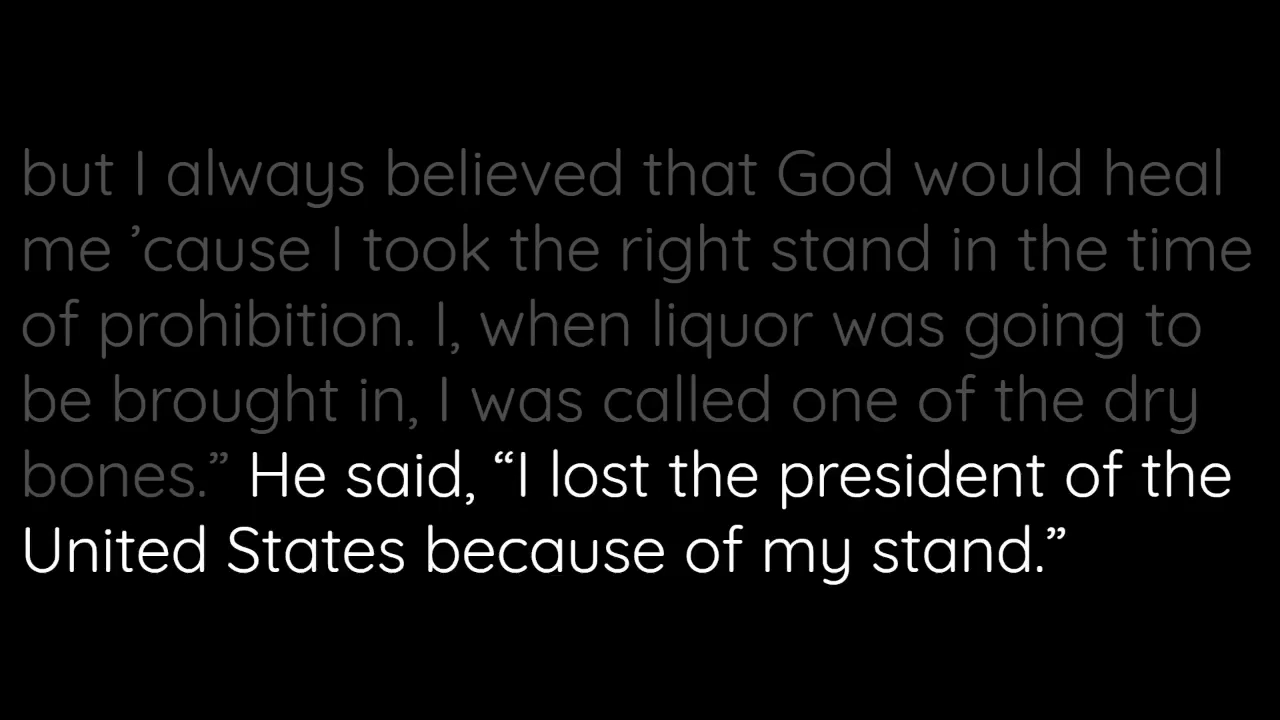 but I always believed that God would heal
me ’cause I took the right stand in the time
of prohibition. I, when liquor was going to
be brought in, I was called one of the dry
bones.” He said, “I lost the president of the
United States because of my stand.”